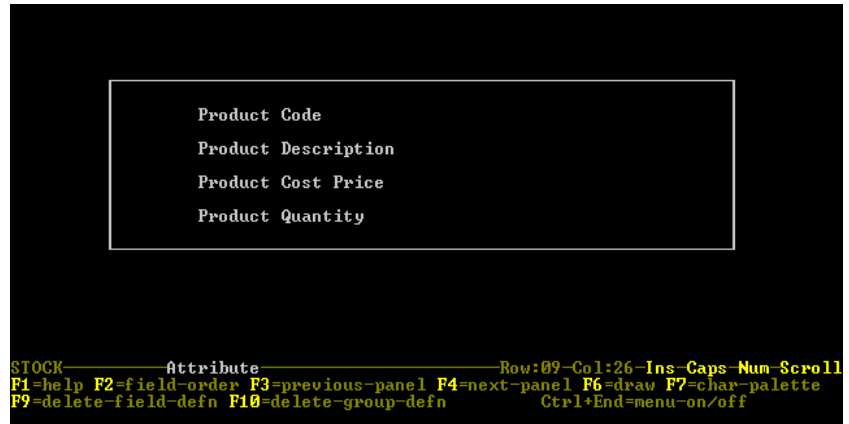 Product Code
Product Description
Product Cost Price
Product Quantity
STOCK Attribute Row:09-Col:26-Ins-Caps-Num-Scroll
F1=help F2=field-order F3=previous-panel F4=next-panel F6=draw F7=char-palette
F9=delete-field-defn F10=delete-group-defn Ctrl+End=menu-on/off